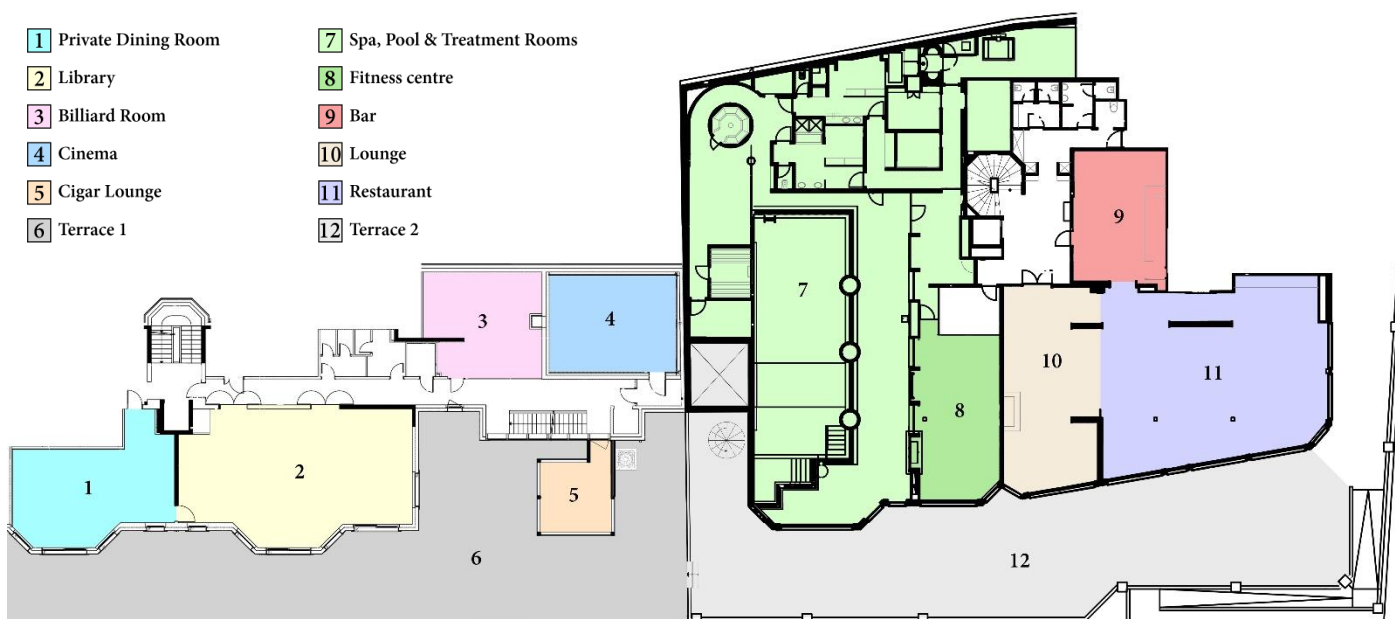 1 Private Dining Room
2 Library
3 Billiard Room
4 Cinema
5 Cigar Lounge
6 Terrace 1
7 Spa, Pool & Treatment Rooms
8 Fitness centre
9 Bar
10 Lounge
11 Restaurant
12 Terrace 2
9
7
3
4
10
11
8
2
1
5
6
12